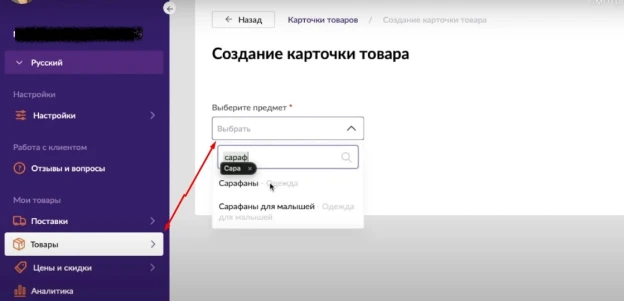 Русский
Настройки
Настройки
Работа с клиентом
Отзывы и вопросы
Мои товары
Поставки
Товары
Цены и скидки
Аналитика
Назад
Карточки товаров / Создание карточки товара
Создание карточки товара
Выберите предмет *
Выбрать
сараф
Сара ×
Сарафаны - Одежда
Сарафаны для малышей - Одежда
для малышей